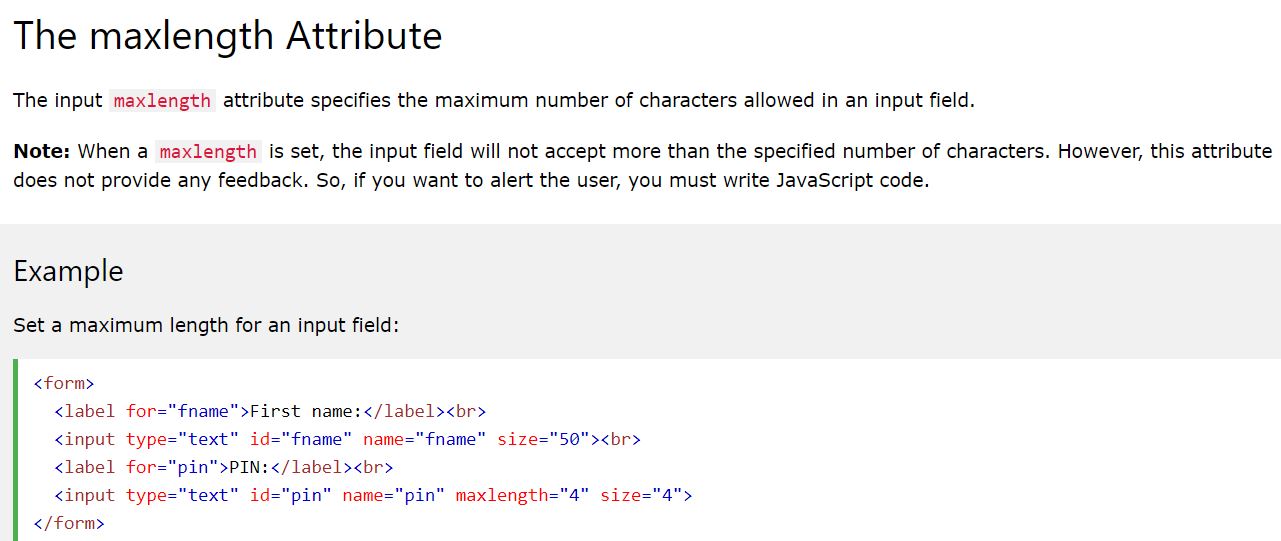 The maxlength Attribute
The input maxlength attribute specifies the maximum number of characters allowed in an input field.
Note: When a maxlength is set, the input field will not accept more than the specified number of characters. However, this attribute
does not provide any feedback. So, if you want to alert the user, you must write JavaScript code.
Example
Set a maximum length for an input field:
<form>
  <label for="fname">First name:</label><br>
  <input type="text" id="fname" name="fname" size="50"><br>
  <label for="pin">PIN:</label><br>
  <input type="text" id="pin" name="pin" maxlength="4" size="4">
</form>